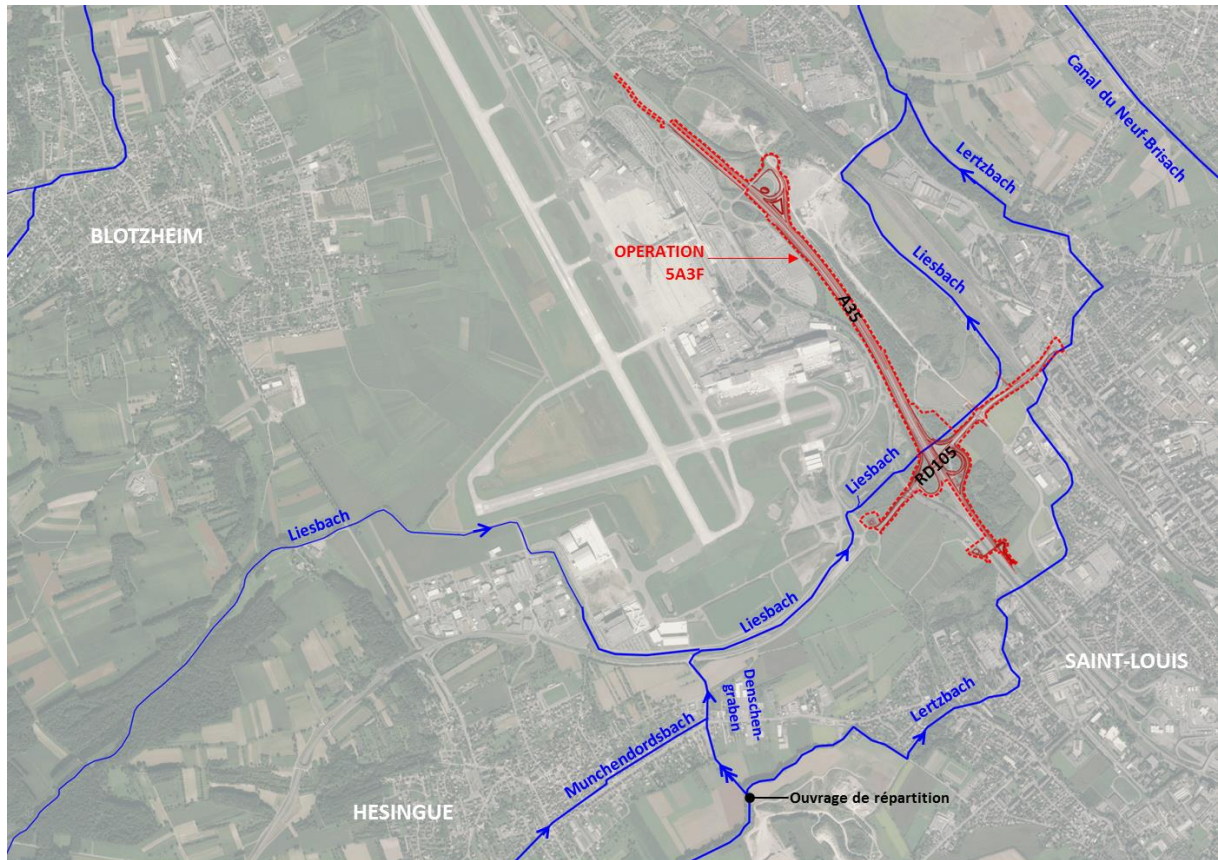 Canal du Neuf-Brisach
Lertzbach
BLOTZHEIM
OPERATION
5A3F
Liesbach
A35
RD105
Liesbach
Liesbach
Liesbach
SAINT-LOUIS
Denschen-
graben
Lertzbach
Munchendordsbach
Ouvrage de répartition
HESINGUE